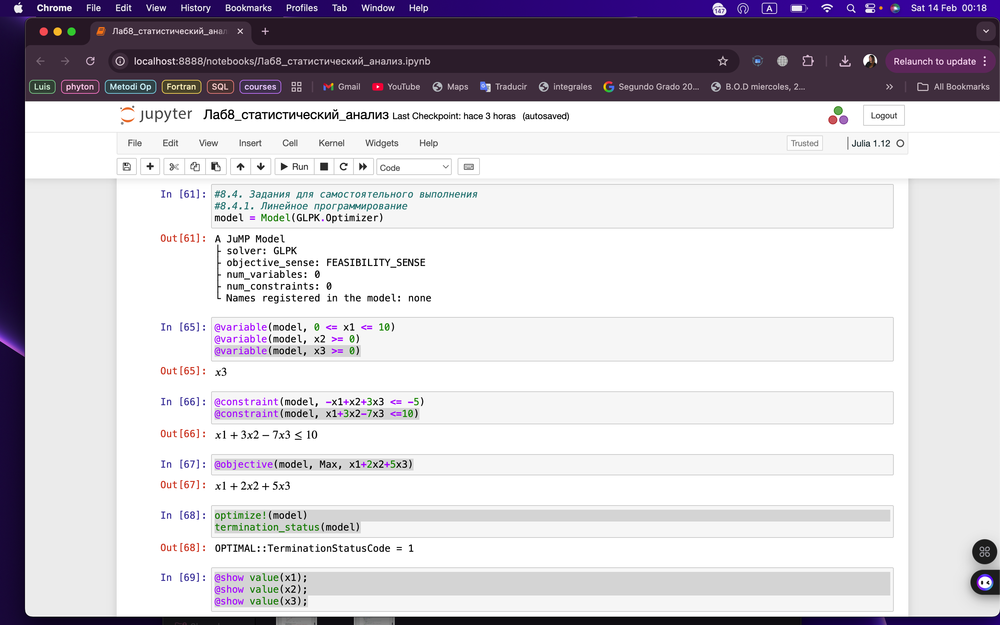 Chrome File Edit View History Bookmarks Profiles Tab Window Help 147 A Sat 14 Feb 00:18
Лаб8_статистический_анал
localhost:8888/notebooks/Лаб8_статистический_анализ.ipynb Relaunch to update
Luis phyton Metodi Op Fortran SQL courses Gmail YouTube Maps Traducir integrales Segundo Grado 20... B.O.D miercoles, 2... All Bookmarks
jupyter Лаб8_статистический_анализ Last Checkpoint: hace 3 horas (autosaved) Logout
File Edit View Insert Cell Kernel Widgets Help Trusted Julia 1.12
Run Code
In [61]: #8.4. Задания для самостоятельного выполнения
#8.4.1. Линейное программирование
model = Model(GLPK.Optimizer)
Out[61]: A JuMP Model
├ solver: GLPK
├ objective_sense: FEASIBILITY_SENSE
├ num_variables: 0
├ num_constraints: 0
└ Names registered in the model: none
In [65]: @variable(model, 0 <= x1 <= 10)
@variable(model, x2 >= 0)
@variable(model, x3 >= 0)
Out[65]: x3
In [66]: @constraint(model, -x1+x2+3x3 <= -5)
@constraint(model, x1+3x2-7x3 <=10)
Out[66]: x1 + 3x2 − 7x3 ≤ 10
In [67]: @objective(model, Max, x1+2x2+5x3)
Out[67]: x1 + 2x2 + 5x3
In [68]: optimize!(model)
termination_status(model)
Out[68]: OPTIMAL::TerminationStatusCode = 1
In [69]: @show value(x1);
@show value(x2);
@show value(x3);